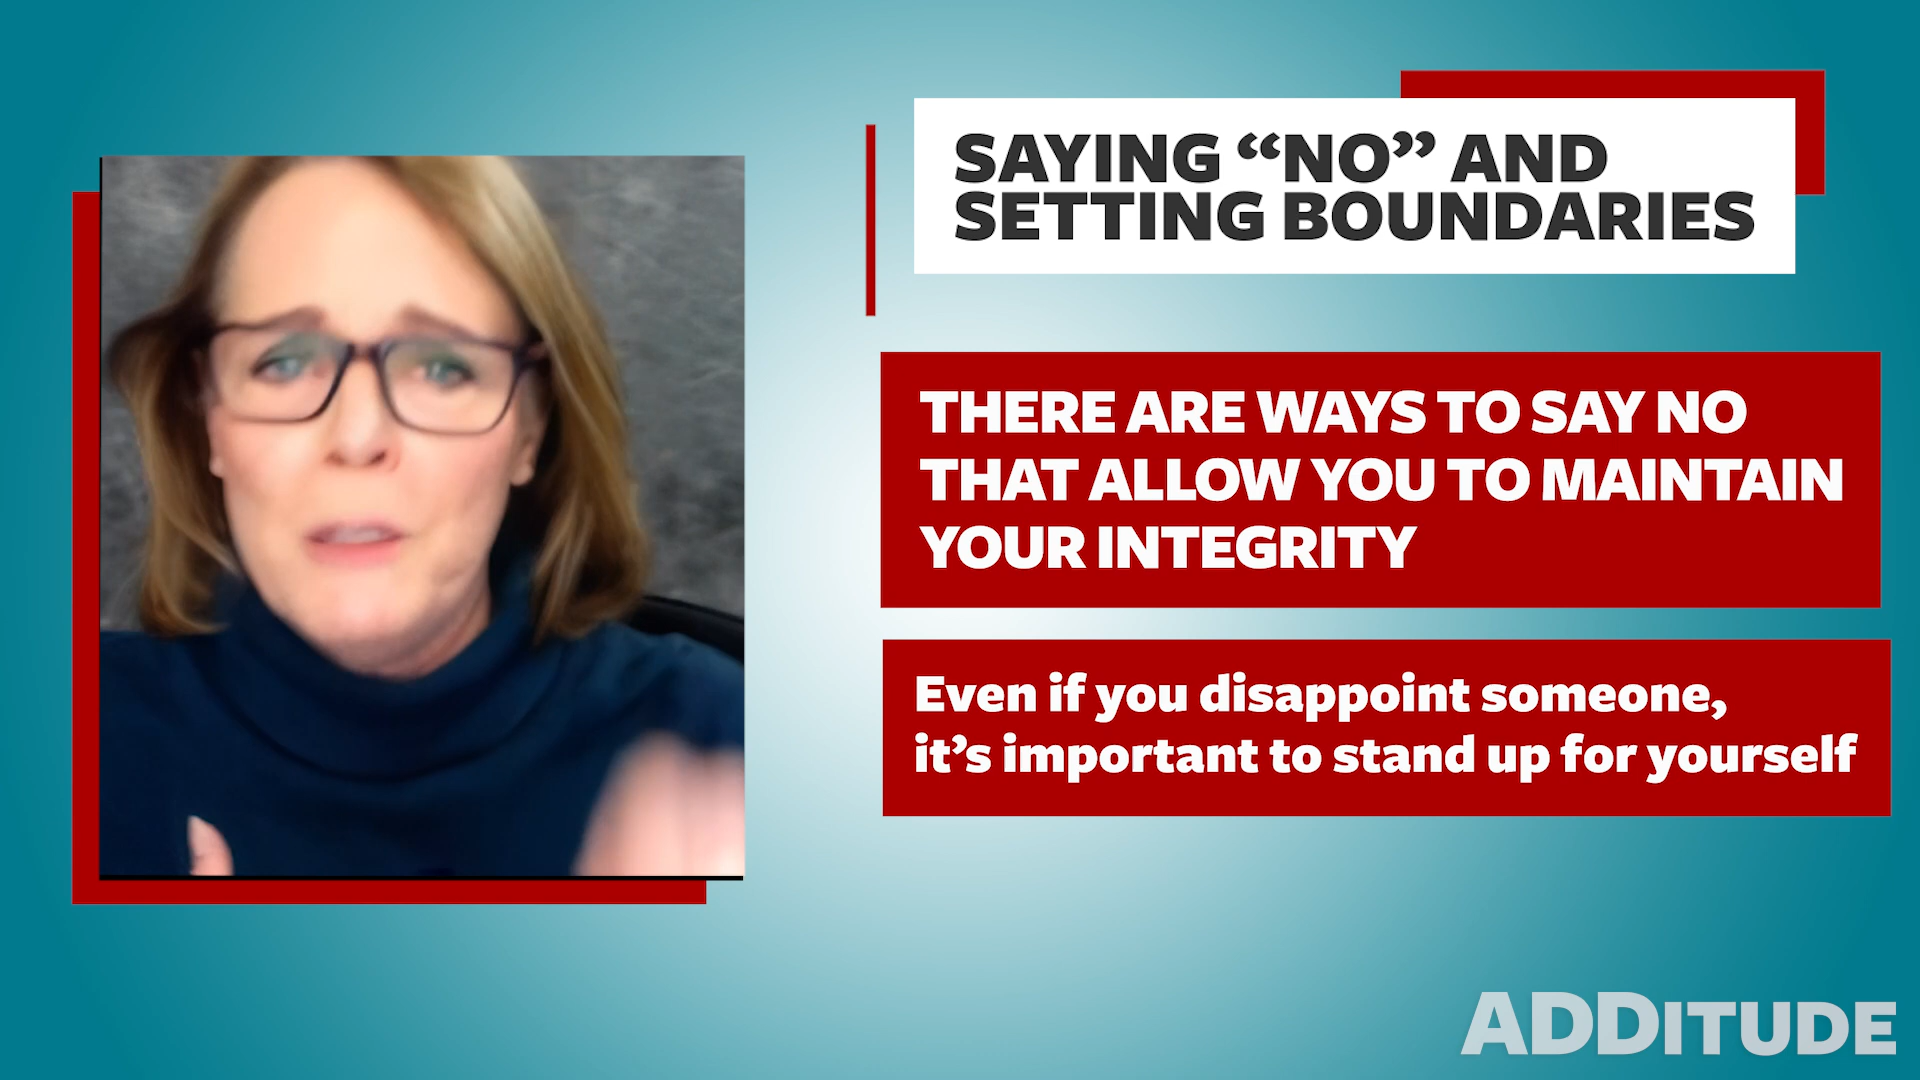 SAYING “NO” AND
SETTING BOUNDARIES
THERE ARE WAYS TO SAY NO
THAT ALLOW YOU TO MAINTAIN
YOUR INTEGRITY
Even if you disappoint someone,
it’s important to stand up for yourself
ADDITUDE